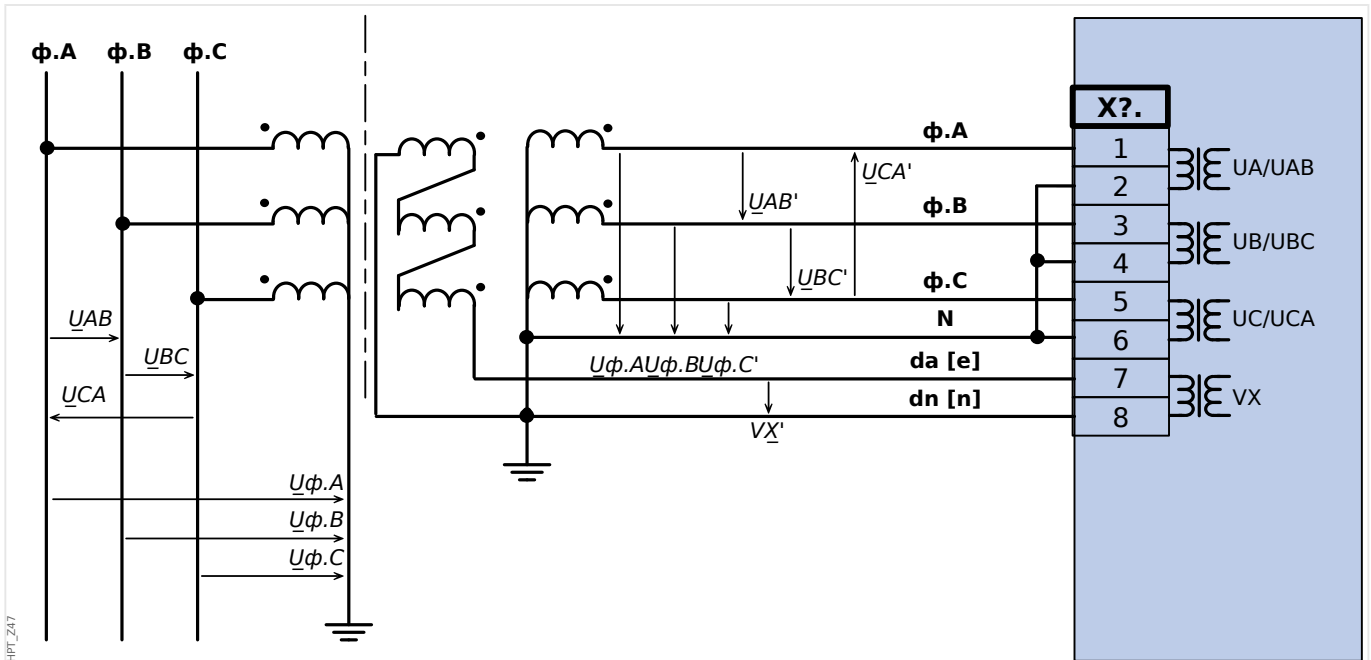 ф.A ф.B ф.C
X?.
ф.A
1
UA/UAB
UCA'
2
UAB'
ф.B
3
UB/UBC
4
UBC'
ф.C
5
UC/UCA
N
6
UAB
UBC
Uф.AUф.BUф.C'
da [e]
7
UCA
dn [n]
VX
8
VX'
Uф.A
Uф.B
Uф.C
HPT_Z47